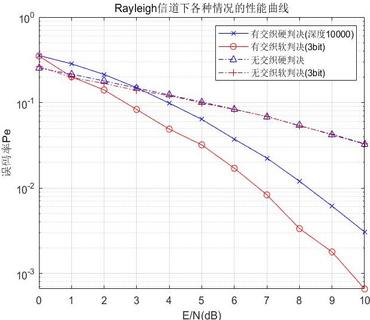 Rayleigh信道下各种情况的性能曲线
有交织硬判决(深度10000)
有交织软判决(3bit)
无交织硬判决
无交织软判决(3bit)
误码率Pe
10^0
10^-1
10^-2
10^-3
0 1 2 3 4 5 6 7 8 9 10
E/N(dB)